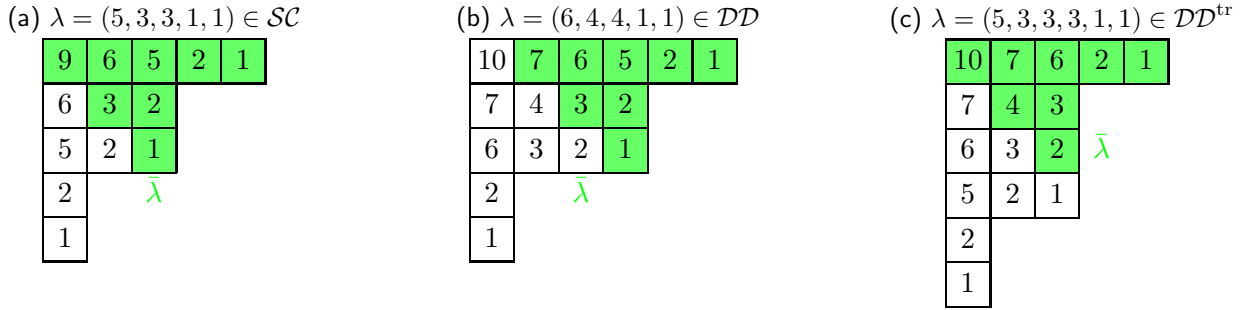 (a) λ = (5, 3, 3, 1, 1) ∈ 𝒮𝒞
9 6 5 2 1
6 3 2
5 2 1
2 λ̄
1
(b) λ = (6, 4, 4, 1, 1) ∈ 𝒟𝒟
10 7 6 5 2 1
7 4 3 2
6 3 2 1
2 λ̄
1
(c) λ = (5, 3, 3, 3, 1, 1) ∈ 𝒟𝒟ᵗʳ
10 7 6 2 1
7 4 3
6 3 2 λ̄
5 2 1
2
1